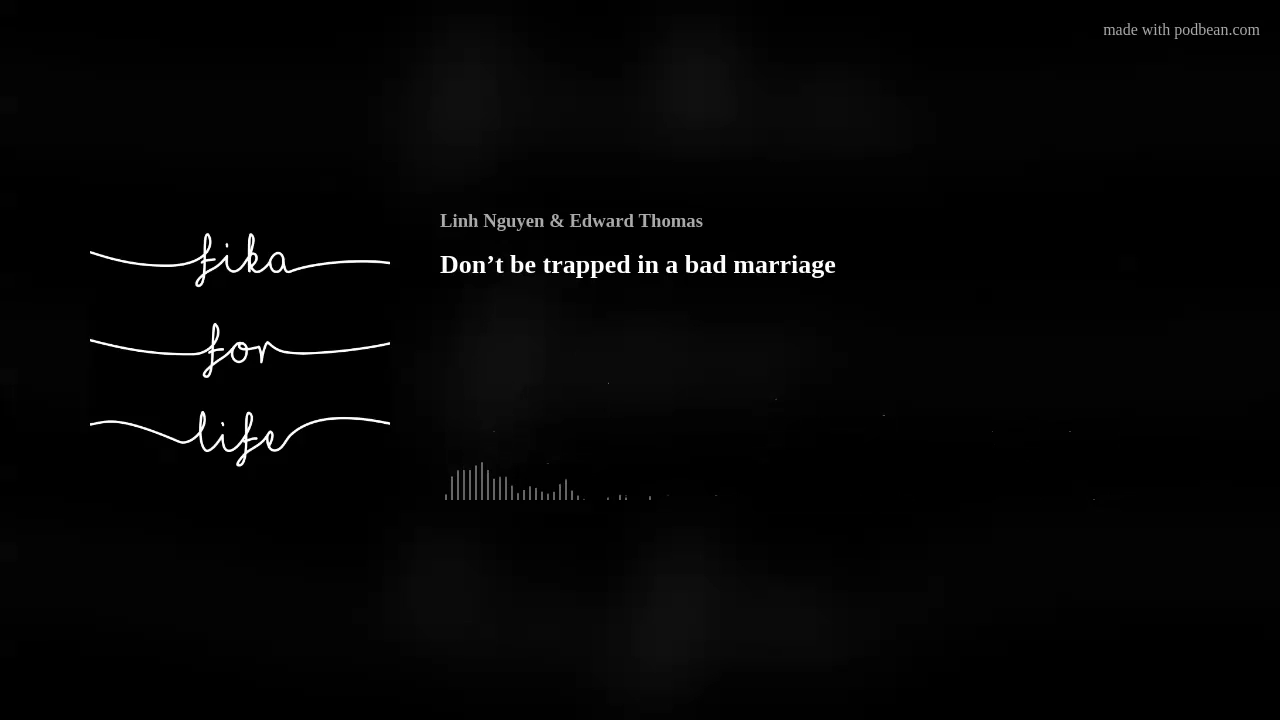 made with podbean.com
fika
for
life
Linh Nguyen & Edward Thomas
Don’t be trapped in a bad marriage